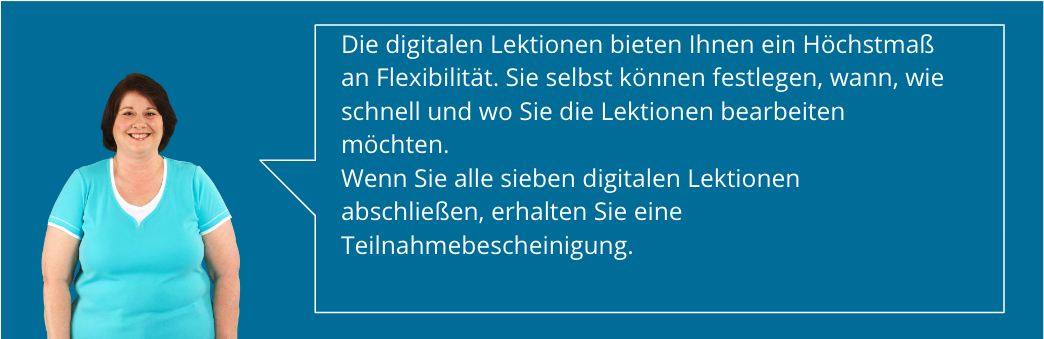 Die digitalen Lektionen bieten Ihnen ein Höchstmaß
an Flexibilität. Sie selbst können festlegen, wann, wie
schnell und wo Sie die Lektionen bearbeiten
möchten.
Wenn Sie alle sieben digitalen Lektionen
abschließen, erhalten Sie eine
Teilnahmebescheinigung.